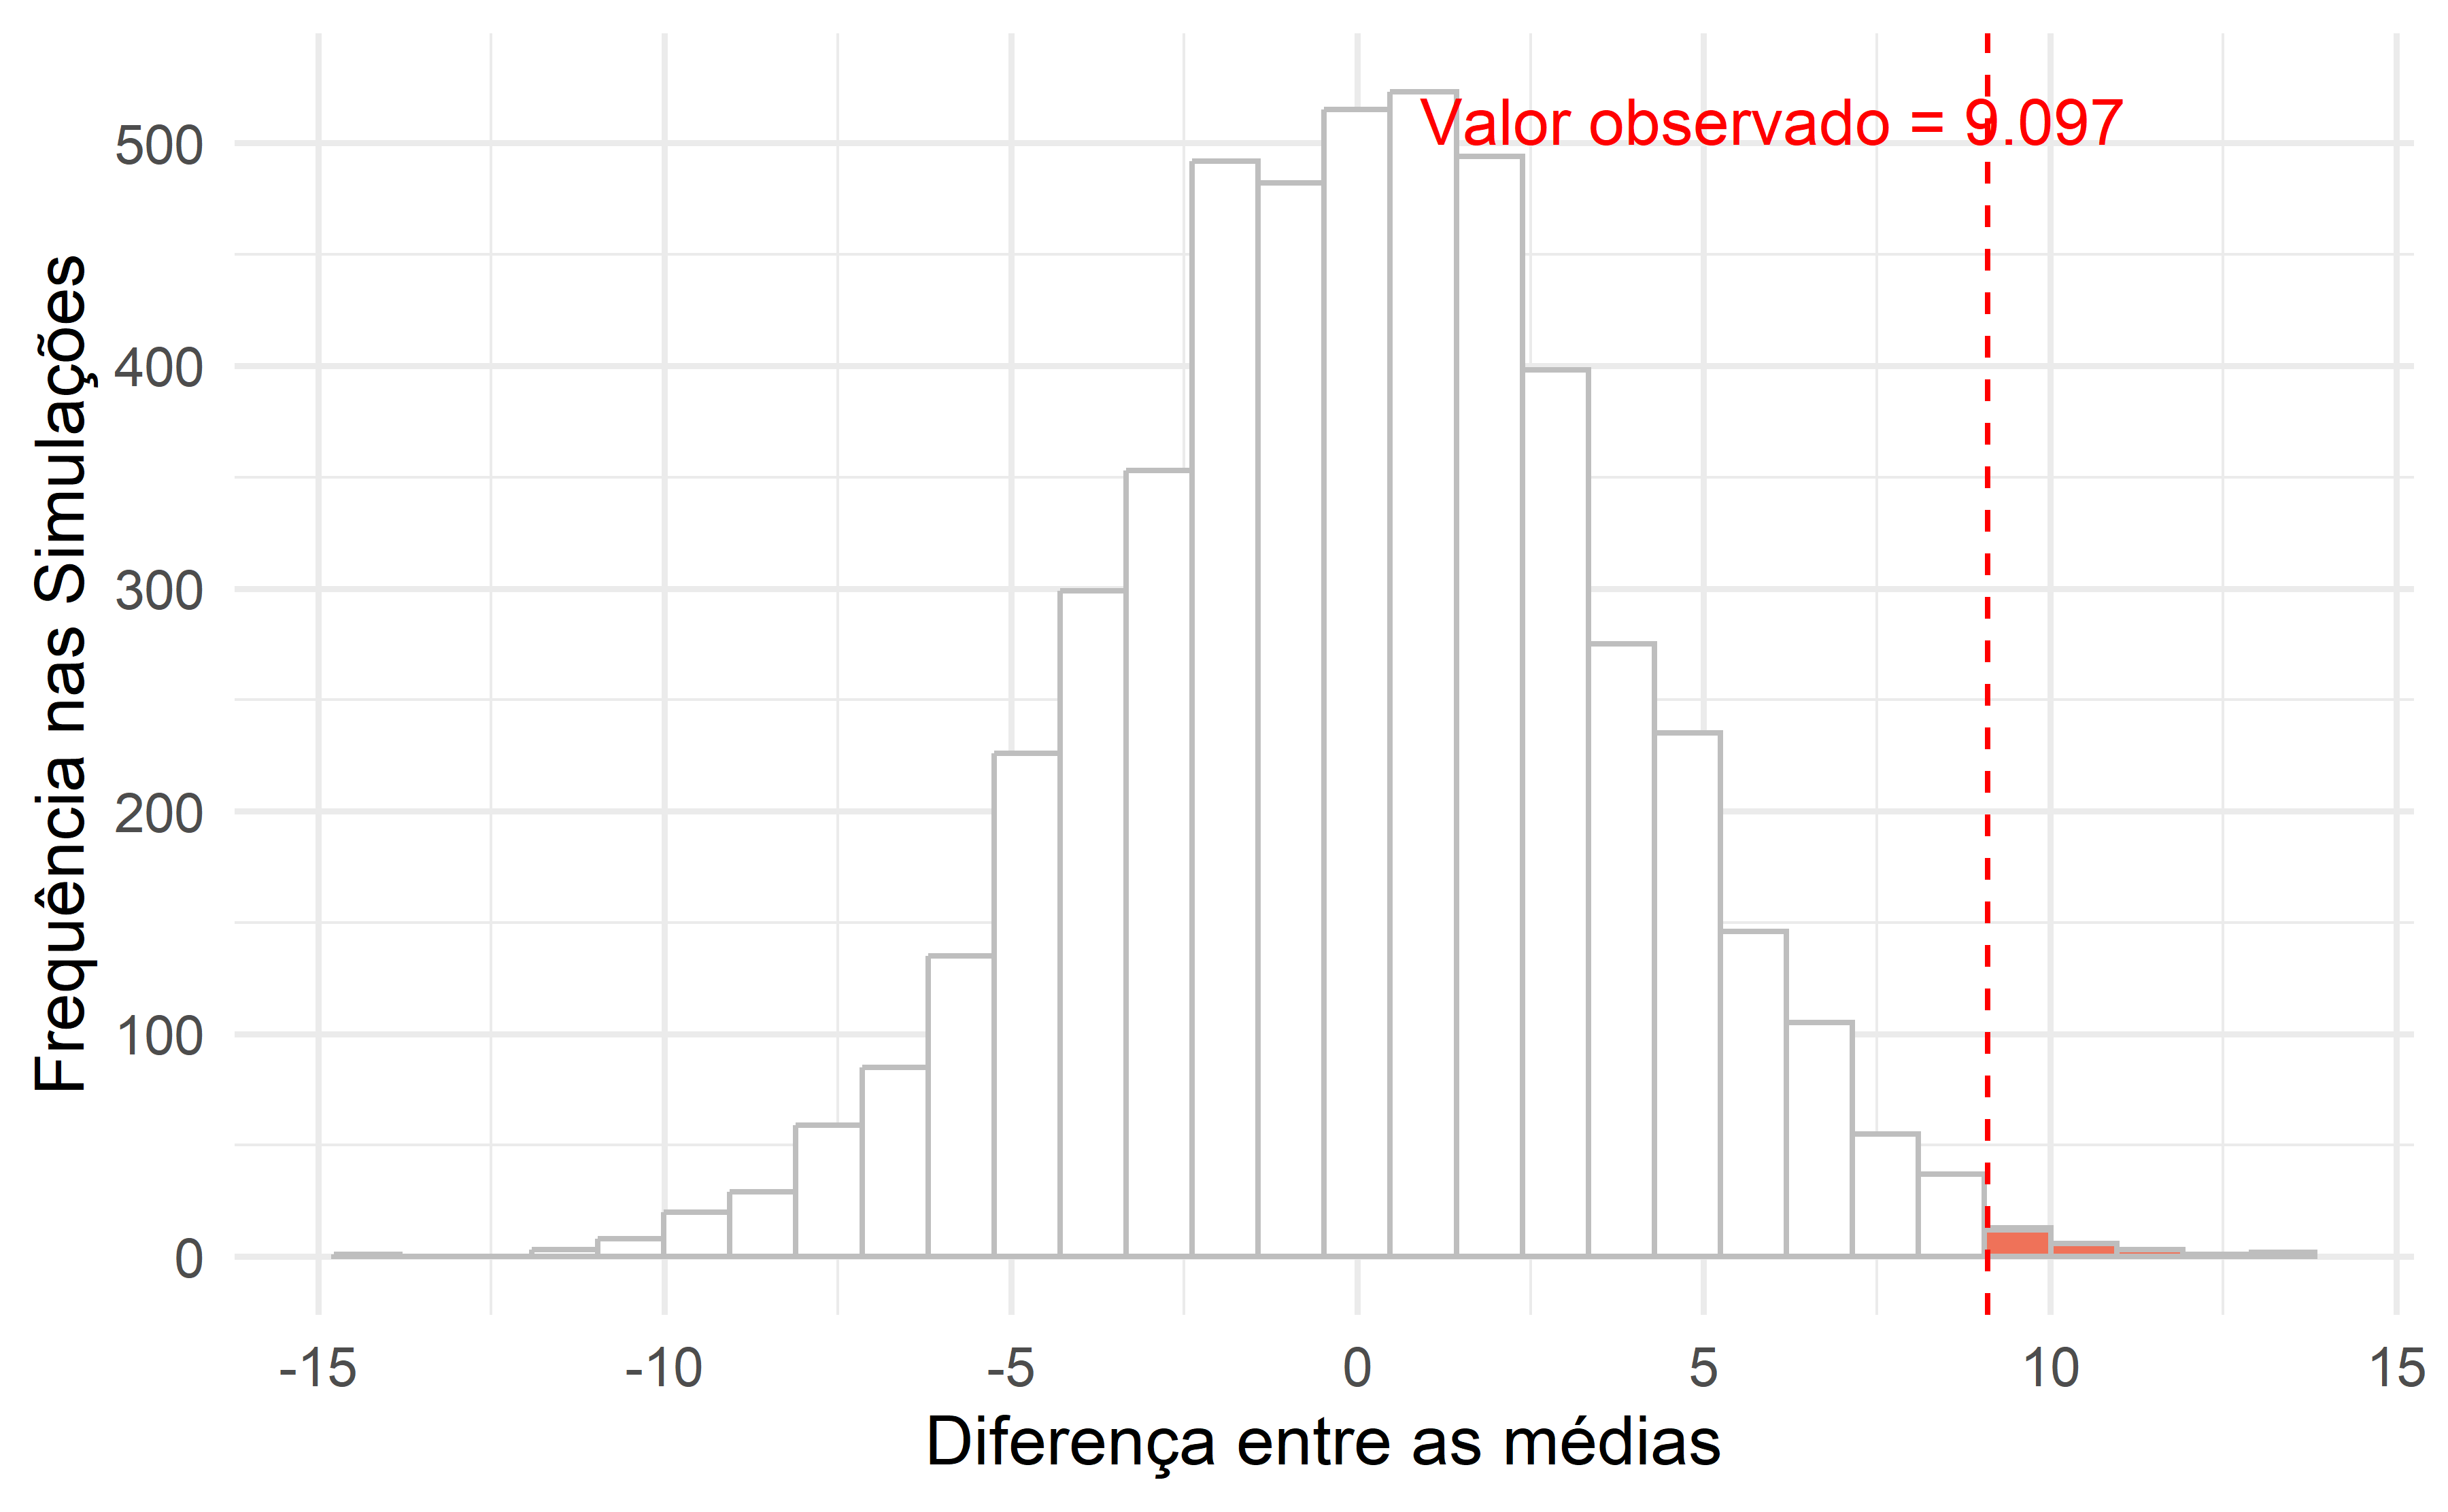 Valor observado = 9.097
Frequência nas Simulações
500
400
300
200
100
0
-15 -10 -5 0 5 10 15
Diferença entre as médias